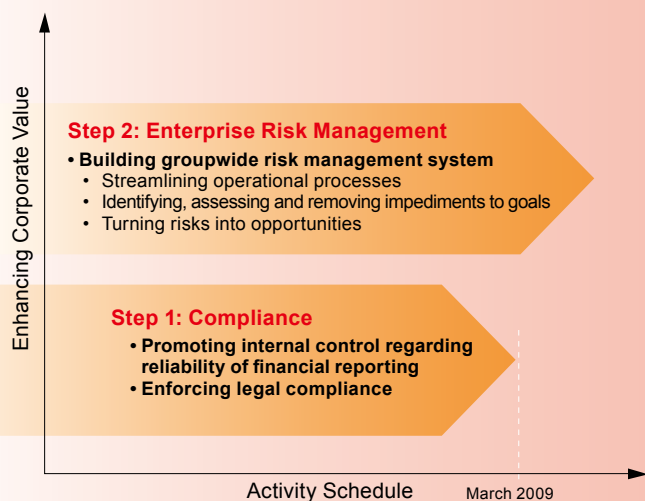 Enhancing Corporate Value
Step 2: Enterprise Risk Management
• Building groupwide risk management system
• Streamlining operational processes
• Identifying, assessing and removing impediments to goals
• Turning risks into opportunities
Step 1: Compliance
• Promoting internal control regarding
reliability of financial reporting
• Enforcing legal compliance
Activity Schedule
March 2009